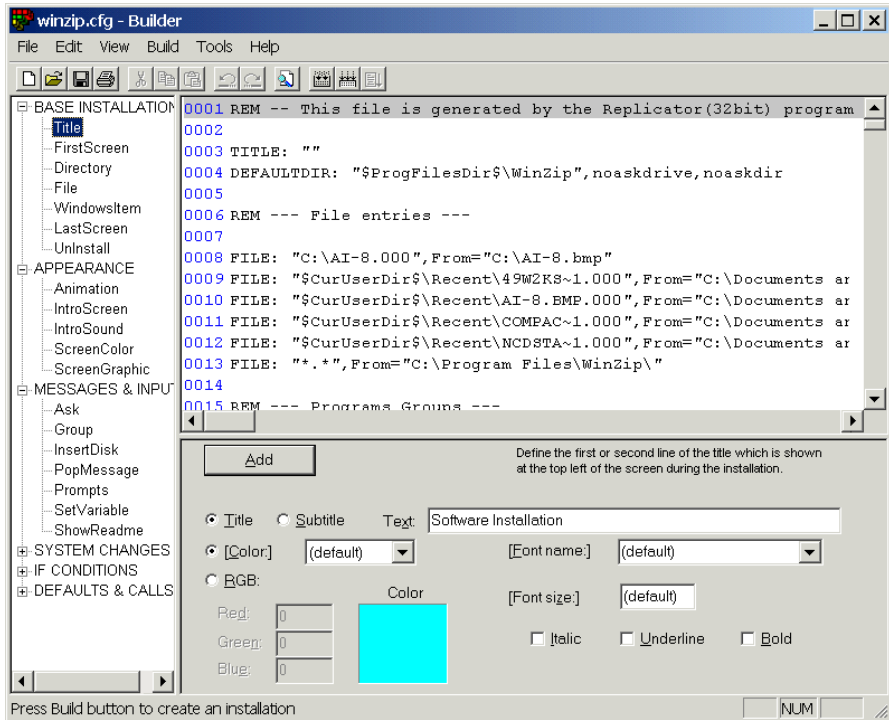 winzip.cfg - Builder
File Edit View Build Tools Help
BASE INSTALLATION
Title
FirstScreen
Directory
File
WindowsItem
LastScreen
UnInstall
APPEARANCE
Animation
IntroScreen
IntroSound
ScreenColor
ScreenGraphic
MESSAGES & INPU
Ask
Group
InsertDisk
PopMessage
Prompts
SetVariable
ShowReadme
SYSTEM CHANGES
IF CONDITIONS
DEFAULTS & CALLS
0001 REM -- This file is generated by the Replicator(32bit) program
0002
0003 TITLE: ""
0004 DEFAULTDIR: "$ProgFilesDir$\WinZip",noaskdrive,noaskdir
0005
0006 REM --- File entries ---
0007
0008 FILE: "C:\AI-8.000",From="C:\AI-8.bmp"
0009 FILE: "$CurUserDir$\Recent\49W2KS~1.000",From="C:\Documents ar
0010 FILE: "$CurUserDir$\Recent\AI-8.BMP.000",From="C:\Documents ar
0011 FILE: "$CurUserDir$\Recent\COMPAC~1.000",From="C:\Documents ar
0012 FILE: "$CurUserDir$\Recent\NCDSTA~1.000",From="C:\Documents ar
0013 FILE: "*.*",From="C:\Program Files\WinZip\"
0014
0015 REM --- Programs Groups ---
Add
Define the first or second line of the title which is shown
at the top left of the screen during the installation.
Title Subtitle Text: Software Installation
[Color:] (default) [Font name:] (default)
RGB:
Color
[Font size:] (default)
Red: 0
Green: 0
Blue: 0
Italic Underline Bold
Press Build button to create an installation
NUM